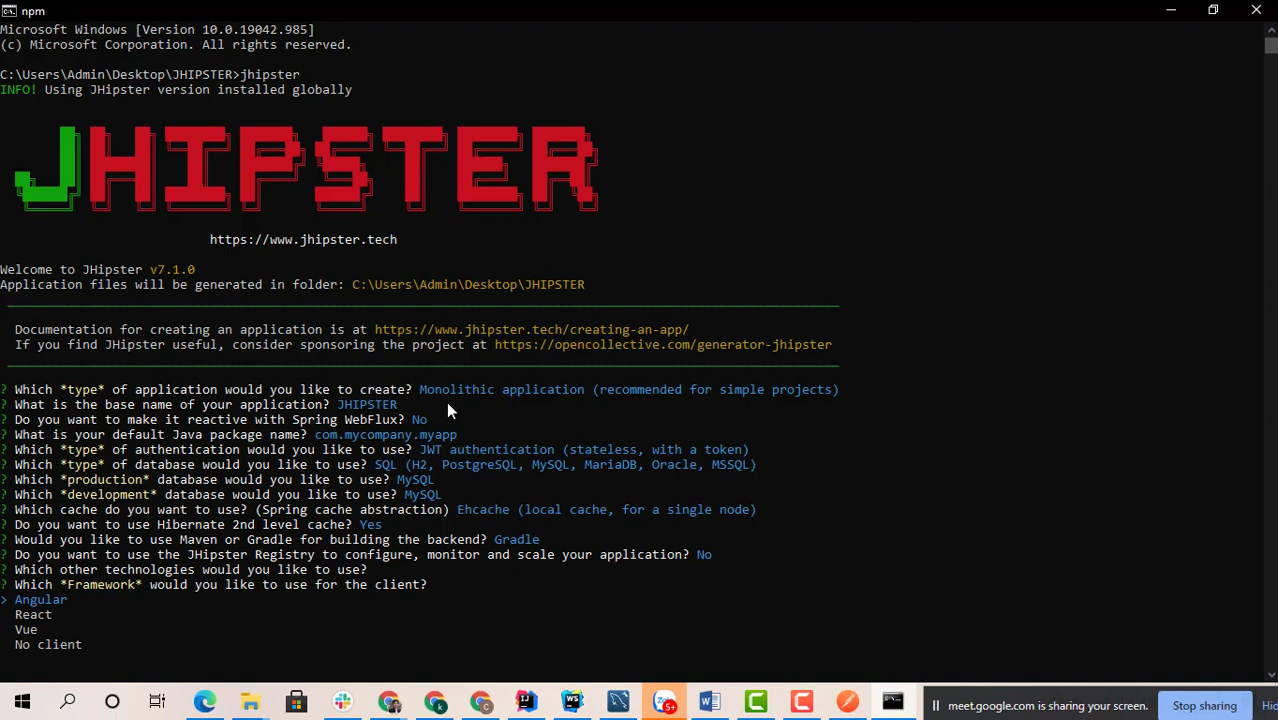 npm
Microsoft Windows [Version 10.0.19042.985]
(c) Microsoft Corporation. All rights reserved.
C:\Users\Admin\Desktop\JHIPSTER>jhipster
INFO! Using JHipster version installed globally
JHIPSTER
https://www.jhipster.tech
Welcome to JHipster v7.1.0
Application files will be generated in folder: C:\Users\Admin\Desktop\JHIPSTER
Documentation for creating an application is at https://www.jhipster.tech/creating-an-app/
If you find JHipster useful, consider sponsoring the project at https://opencollective.com/generator-jhipster
? Which *type* of application would you like to create? Monolithic application (recommended for simple projects)
? What is the base name of your application? JHIPSTER
? Do you want to make it reactive with Spring WebFlux? No
? What is your default Java package name? com.mycompany.myapp
? Which *type* of authentication would you like to use? JWT authentication (stateless, with a token)
? Which *type* of database would you like to use? SQL (H2, PostgreSQL, MySQL, MariaDB, Oracle, MSSQL)
? Which *production* database would you like to use? MySQL
? Which *development* database would you like to use? MySQL
? Which cache do you want to use? (Spring cache abstraction) Ehcache (local cache, for a single node)
? Do you want to use Hibernate 2nd level cache? Yes
? Would you like to use Maven or Gradle for building the backend? Gradle
? Do you want to use the JHipster Registry to configure, monitor and scale your application? No
? Which other technologies would you like to use?
? Which *Framework* would you like to use for the client?
> Angular
React
Vue
No client
meet.google.com is sharing your screen.
Stop sharing
Hid